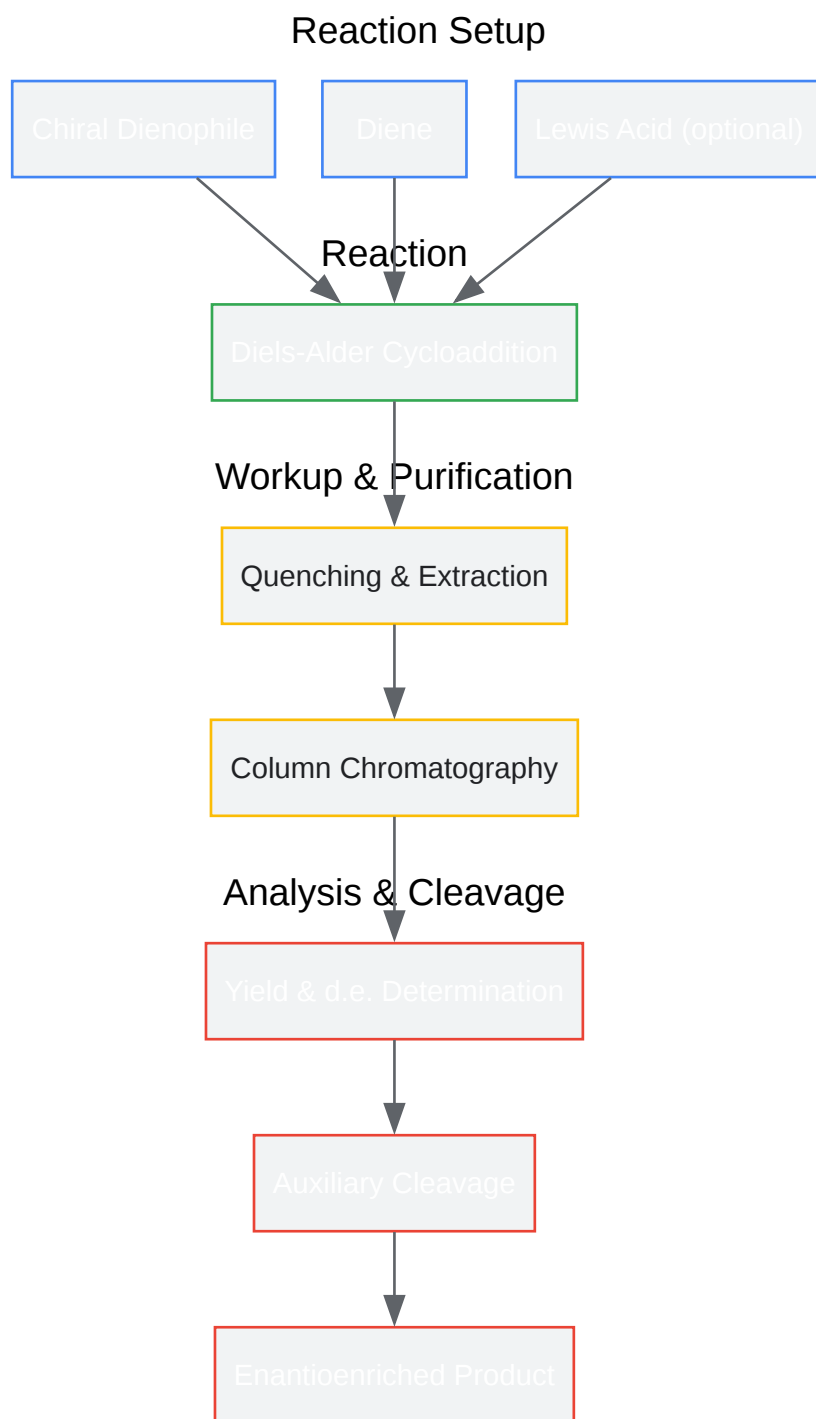 Reaction Setup
Chiral Dienophile
Diene
Lewis Acid (optional)
Reaction
Diels-Alder Cycloaddition
Workup & Purification
Quenching & Extraction
Column Chromatography
Analysis & Cleavage
Yield & d.e. Determination
Auxiliary Cleavage
Enantioenriched Product